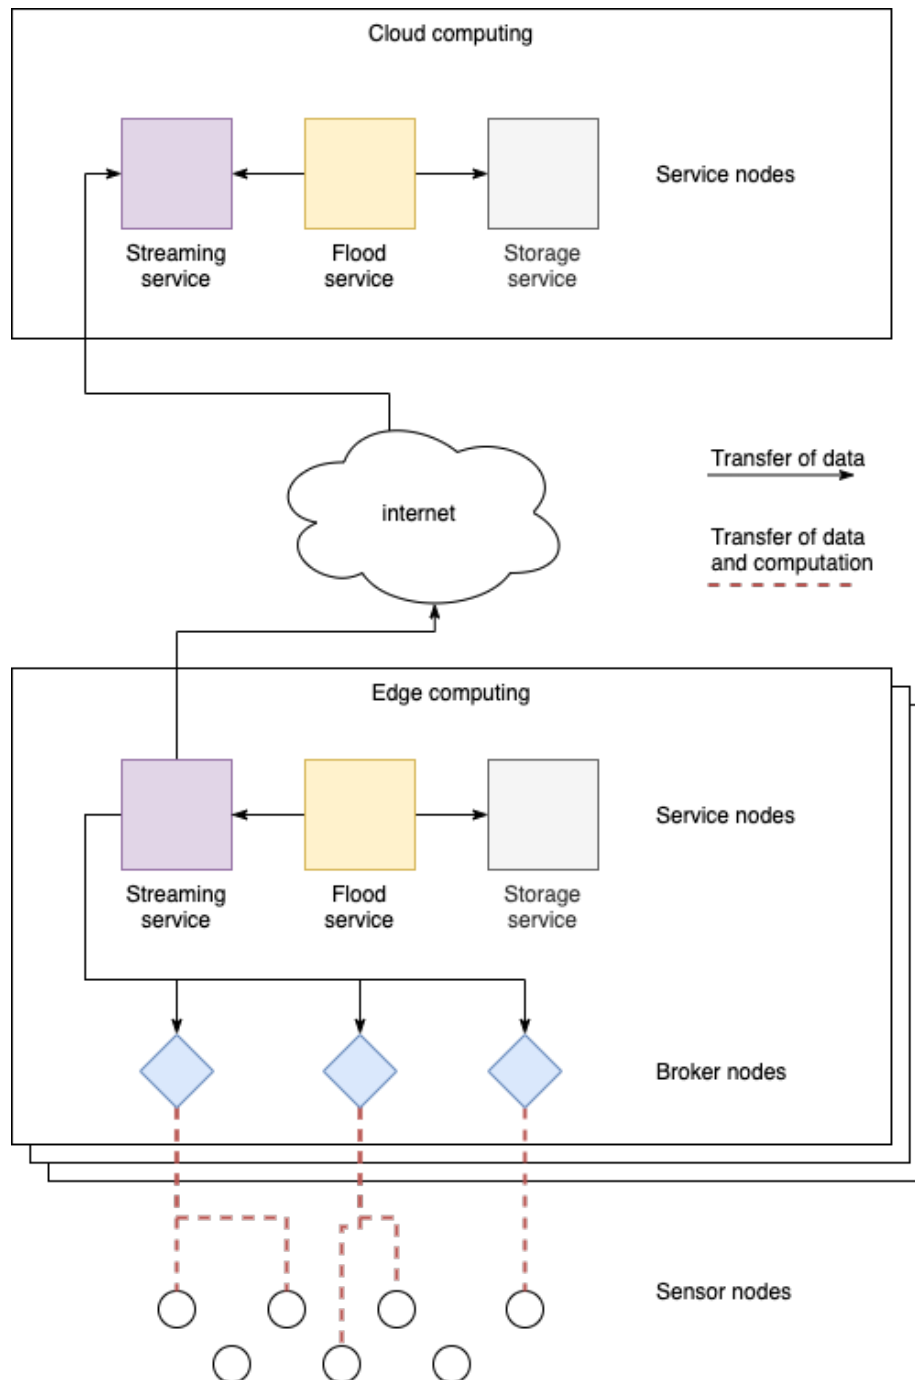 Cloud computing
Service nodes
Streaming
service
Flood
service
Storage
service
internet
Transfer of data
Transfer of data
and computation
Edge computing
Service nodes
Streaming
service
Flood
service
Storage
service
Broker nodes
Sensor nodes